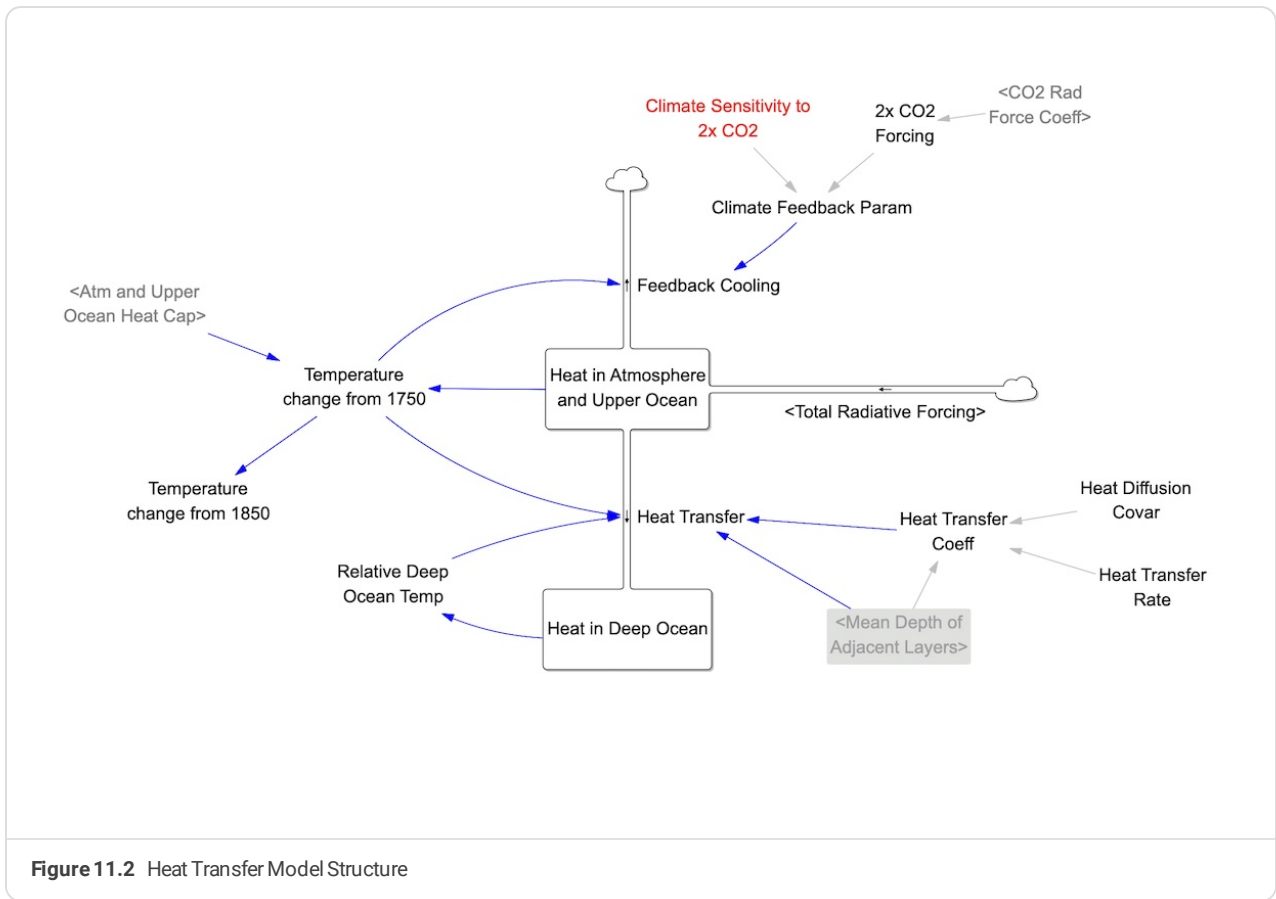 <CO2 Rad
Force Coeff>
Climate Sensitivity to
2x CO2
2x CO2
Forcing
Climate Feedback Param
Feedback Cooling
<Atm and Upper
Ocean Heat Cap>
Temperature
change from 1750
Heat in Atmosphere
and Upper Ocean
<Total Radiative Forcing>
Temperature
change from 1850
Heat Transfer
Heat Transfer
Coeff
Heat Diffusion
Covar
Relative Deep
Ocean Temp
Heat Transfer
Rate
Heat in Deep Ocean
<Mean Depth of
Adjacent Layers>
Figure 11.2 Heat Transfer Model Structure